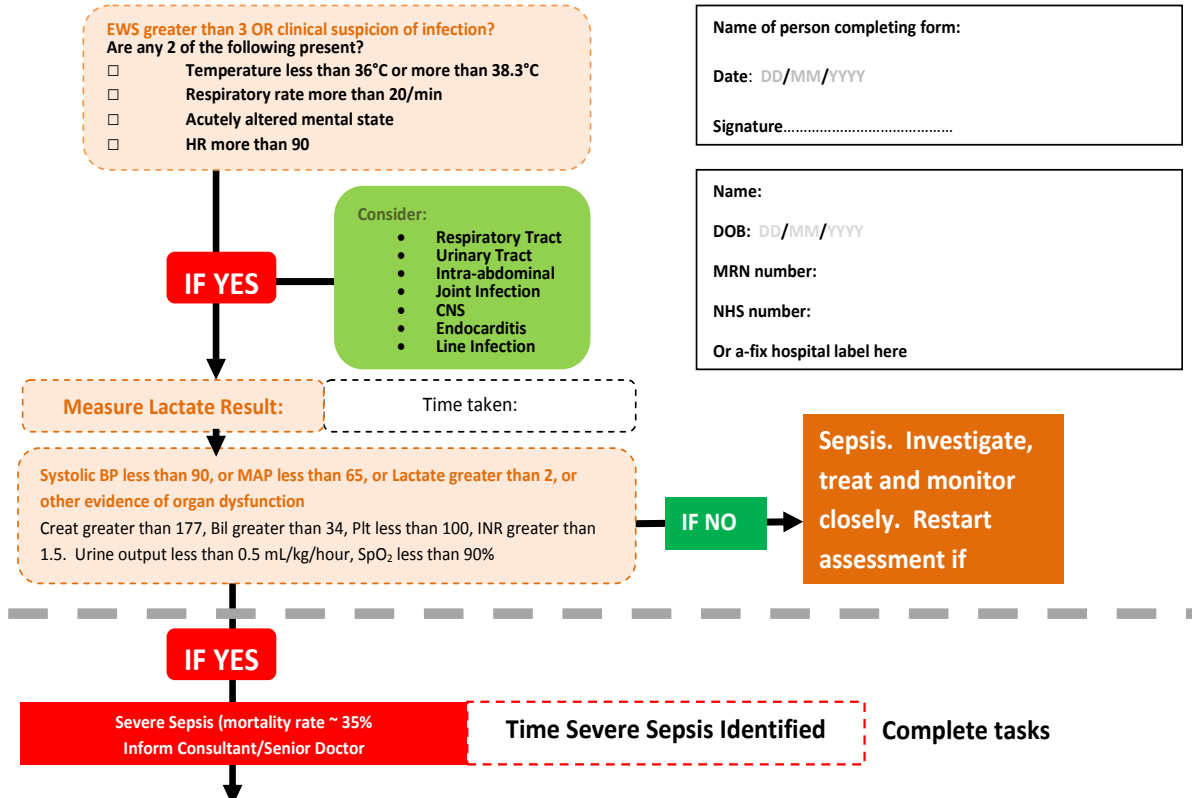 EWS greater than 3 OR clinical suspicion of infection?
Are any 2 of the following present?
☐ Temperature less than 36°C or more than 38.3°C
☐ Respiratory rate more than 20/min
☐ Acutely altered mental state
☐ HR more than 90
Name of person completing form:
Date: DD/MM/YYYY
Signature……………………………………
Name:
DOB: DD/MM/YYYY
MRN number:
NHS number:
Or a-fix hospital label here
IF YES
Consider:
• Respiratory Tract
• Urinary Tract
• Intra-abdominal
• Joint Infection
• CNS
• Endocarditis
• Line Infection
Measure Lactate Result:
Time taken:
Systolic BP less than 90, or MAP less than 65, or Lactate greater than 2, or
other evidence of organ dysfunction
Creat greater than 177, Bil greater than 34, Plt less than 100, INR greater than
1.5. Urine output less than 0.5 mL/kg/hour, SpO₂ less than 90%
IF NO
Sepsis. Investigate,
treat and monitor
closely. Restart
assessment if
IF YES
Severe Sepsis (mortality rate ~ 35%
Inform Consultant/Senior Doctor
Time Severe Sepsis Identified
Complete tasks